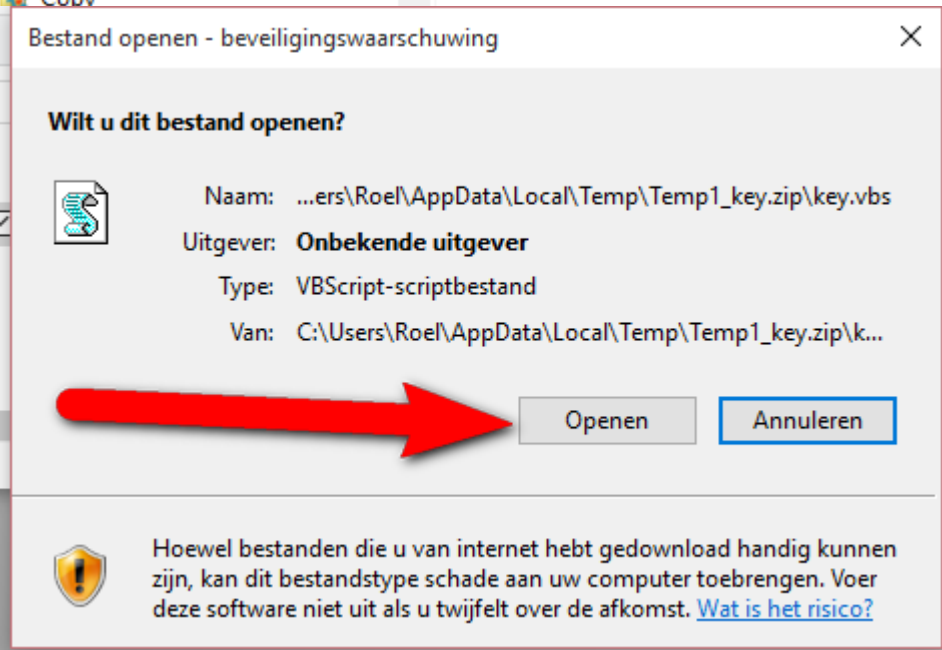 Copy
Bestand openen - beveiligingswaarschuwing
Wilt u dit bestand openen?
Naam: ...ers\Roel\AppData\Local\Temp\Temp1_key.zip\key.vbs
Uitgever: Onbekende uitgever
Type: VBScript-scriptbestand
Van: C:\Users\Roel\AppData\Local\Temp\Temp1_key.zip\k...
Openen Annuleren
Hoewel bestanden die u van internet hebt gedownload handig kunnen
zijn, kan dit bestandstype schade aan uw computer toebrengen. Voer
deze software niet uit als u twijfelt over de afkomst. Wat is het risico?